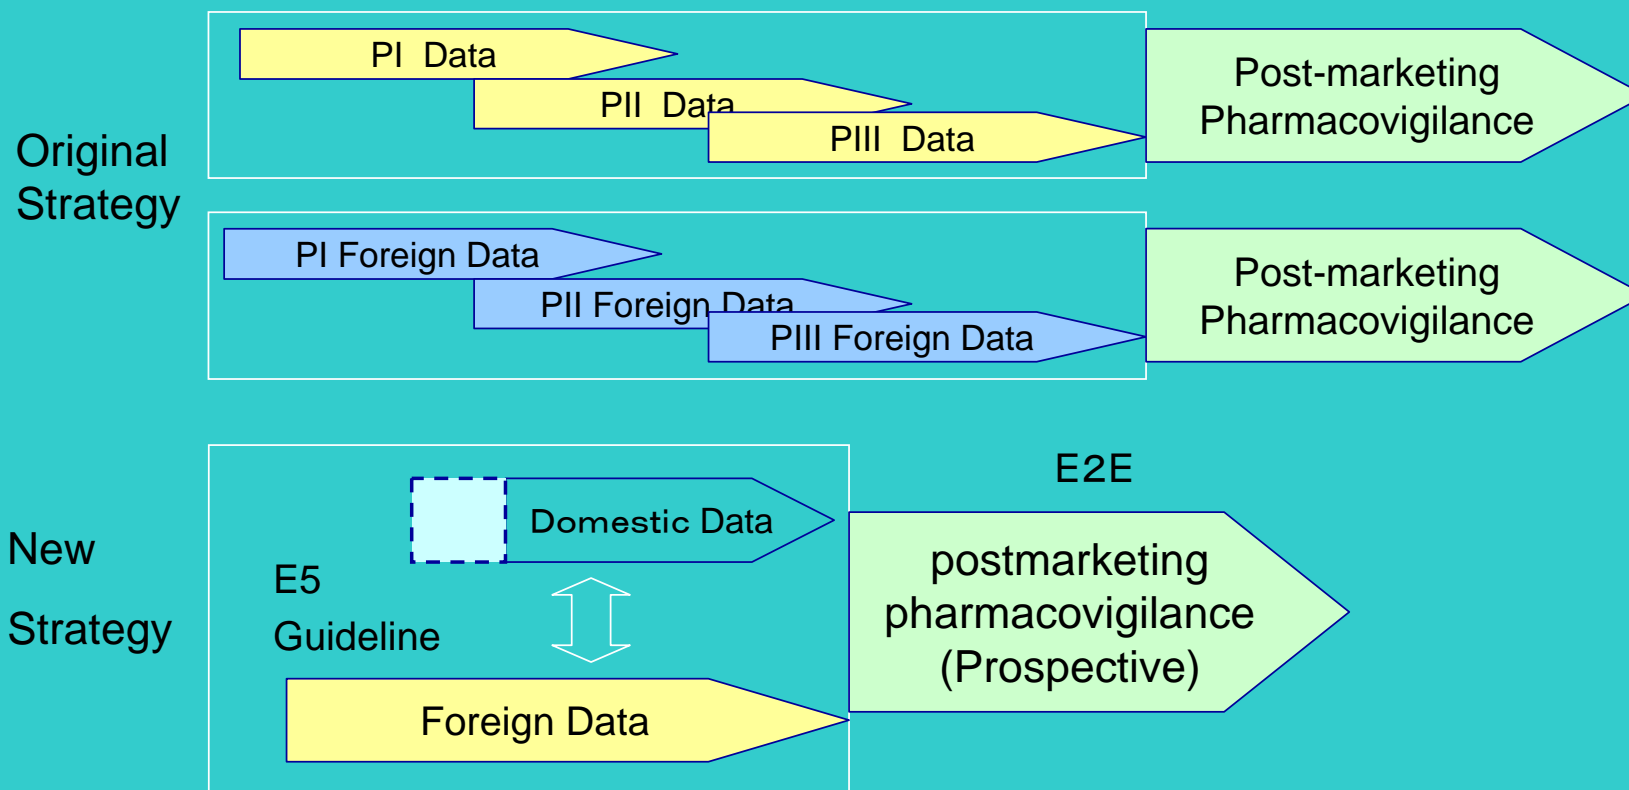 Original
Strategy
PI Data
PII Data
PIII Data
Post-marketing
Pharmacovigilance
PI Foreign Data
PII Foreign Data
PIII Foreign Data
Post-marketing
Pharmacovigilance
New
Strategy
E5
Guideline
Domestic Data
Foreign Data
E2E
postmarketing
pharmacovigilance
(Prospective)